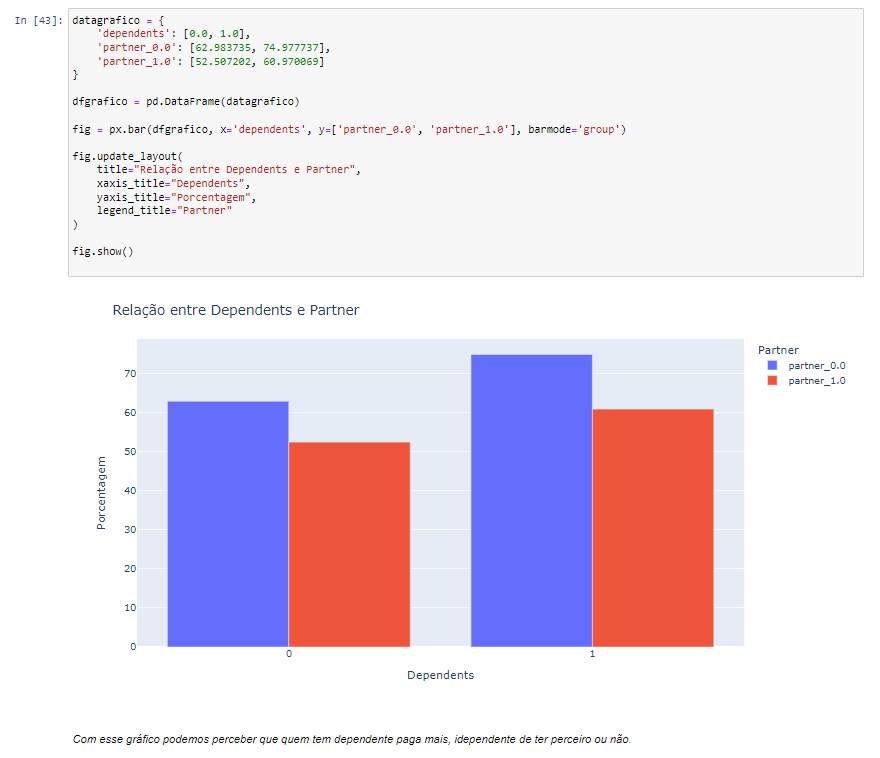 In [43]: datagrafico = {
    'dependents': [0.0, 1.0],
    'partner_0.0': [62.983735, 74.977737],
    'partner_1.0': [52.507202, 60.970069]
}
dfgrafico = pd.DataFrame(datagrafico)
fig = px.bar(dfgrafico, x='dependents', y=['partner_0.0', 'partner_1.0'], barmode='group')
fig.update_layout(
    title="Relação entre Dependents e Partner",
    xaxis_title="Dependents",
    yaxis_title="Porcentagem",
    legend_title="Partner"
)
fig.show()
Relação entre Dependents e Partner
Partner
partner_0.0
partner_1.0
70
60
50
40
30
20
10
0
Porcentagem
0 1
Dependents
Com esse gráfico podemos perceber que quem tem dependente paga mais, idependente de ter perceiro ou não.